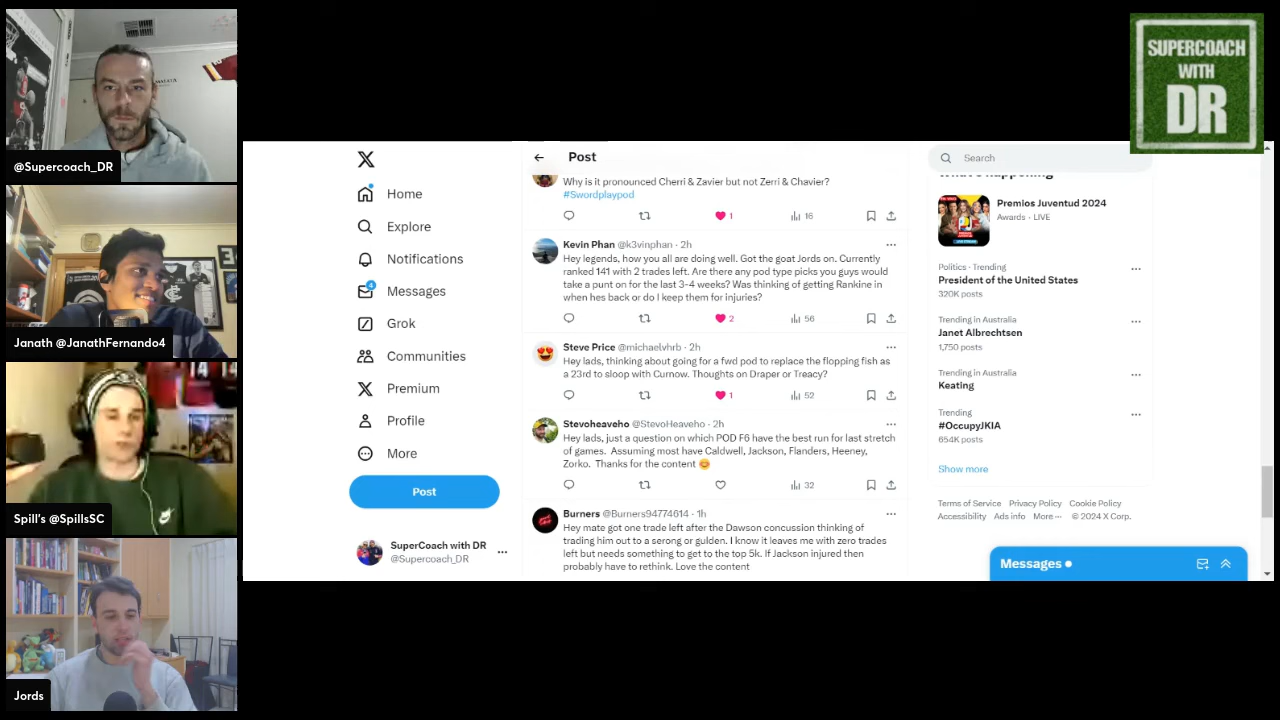 SUPERCOACH
WITH
DR
@Supercoach_DR
Janath @JanathFernando4
Spill's @SpillsSC
Jords
Home
Explore
Notifications
4
Messages
Grok
Communities
Premium
Profile
More
Post
SuperCoach with DR
@Supercoach_DR
Post
Why is it pronounced Cherri & Zavier but not Zerri & Chavier?
#Swordplaypod
1
16
Kevin Phan @k3vinphan · 2h
Hey legends, how you all are doing well. Got the goat Jords on. Currently
ranked 141 with 2 trades left. Are there any pod type picks you guys would
take a punt on for the last 3-4 weeks? Was thinking of getting Rankine in
when hes back or do I keep them for injuries?
2
56
Steve Price @michaelvhrb · 2h
Hey lads, thinking about going for a fwd pod to replace the flopping fish as
a 23rd to sloop with Curnow. Thoughts on Draper or Treacy?
1
52
Stevoheaveho @StevoHeaveho · 2h
Hey lads, just a question on which POD F6 have the best run for last stretch
of games. Assuming most have Caldwell, Jackson, Flanders, Heeney,
Zorko. Thanks for the content 😊
32
Burners @Burners94774614 · 1h
Hey mate got one trade left after the Dawson concussion thinking of
trading him out to a serong or gulden. I know it leaves me with zero trades
left but needs something to get to the top 5k. If Jackson injured then
probably have to rethink. Love the content
Search
What's happening
Premios Juventud 2024
Awards · LIVE
Politics · Trending
President of the United States
320K posts
Trending in Australia
Janet Albrechtsen
1,750 posts
Trending in Australia
Keating
Trending
#OccupyJKIA
654K posts
Show more
Terms of Service Privacy Policy Cookie Policy
Accessibility Ads info More ··· © 2024 X Corp.
Messages